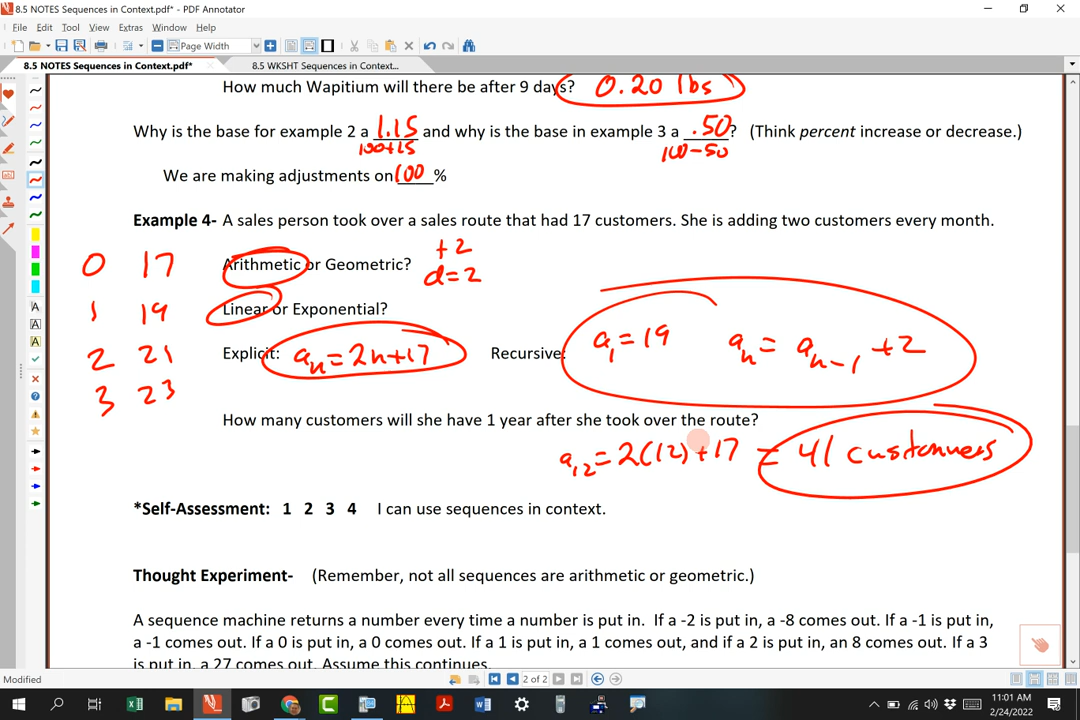 8.5 NOTES Sequences in Context.pdf* - PDF Annotator
File Edit Tool View Extras Window Help
Page Width
8.5 NOTES Sequences in Context.pdf*
8.5 WKSHT Sequences in Context...
How much Wapitium will there be after 9 days? 0.20 lbs
Why is the base for example 2 a 1.15 and why is the base in example 3 a .50? (Think percent increase or decrease.)
100+15 100-50
We are making adjustments on 100 %
Example 4- A sales person took over a sales route that had 17 customers. She is adding two customers every month.
0 17
Arithmetic or Geometric? +2
d=2
1 19
Linear or Exponential?
2 21
Explicit: an = 2n+17 Recursive: a1 = 19 an = an-1 +2
3 23
How many customers will she have 1 year after she took over the route?
a12 = 2(12)+17 = 41 customers
*Self-Assessment: 1 2 3 4 I can use sequences in context.
Thought Experiment- (Remember, not all sequences are arithmetic or geometric.)
A sequence machine returns a number every time a number is put in. If a -2 is put in, a -8 comes out. If a -1 is put in,
a -1 comes out. If a 0 is put in, a 0 comes out. If a 1 is put in, a 1 comes out, and if a 2 is put in, an 8 comes out. If a 3
is put in, a 27 comes out. Assume this continues.
Modified
2 of 2
11:01 AM
2/24/2022